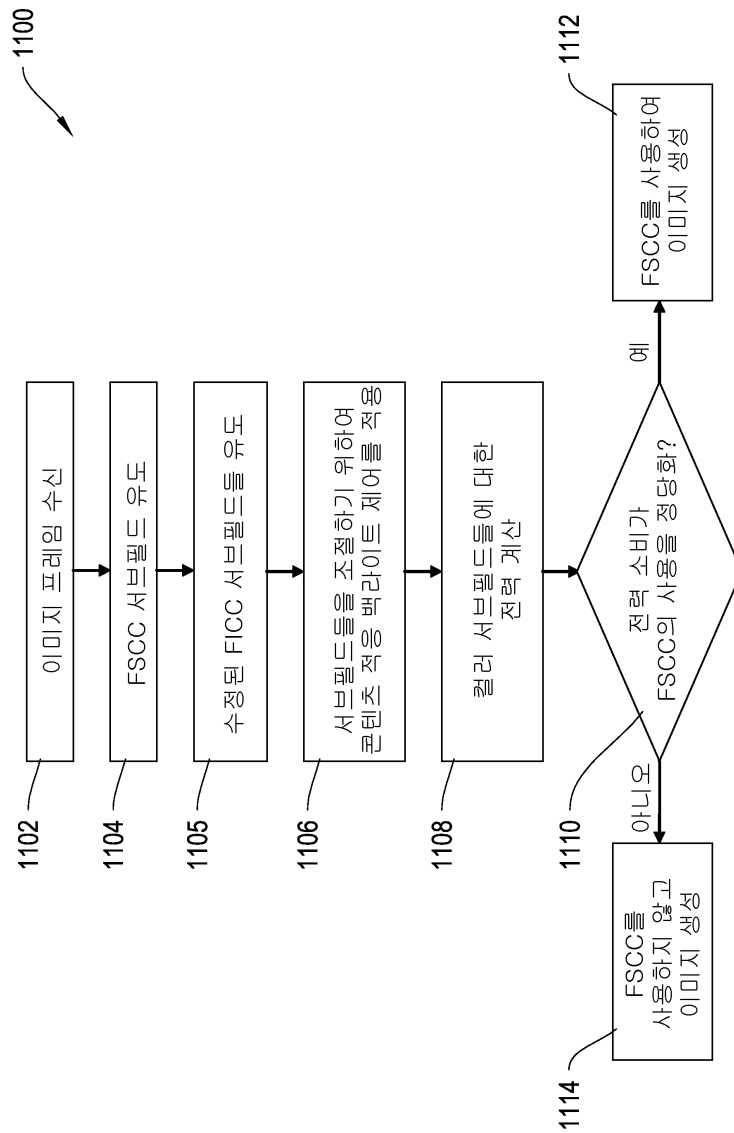 1100
이미지 프레임 수신
1102
FSCC 서브필드 유도
1104
수정된 FICC 서브필드를 유도
1105
서브필드들을 조절하기 위하여
콘텐츠 적응 백라이트 제어를 적용
1106
컬러 서브필드들에 대한
전력 계산
1108
전력 소비가
FSCC의 사용을 정당화?
1110
예
FSCC를 사용하여
이미지 생성
1112
아니오
FSCC를
사용하지 않고
이미지 생성
1114